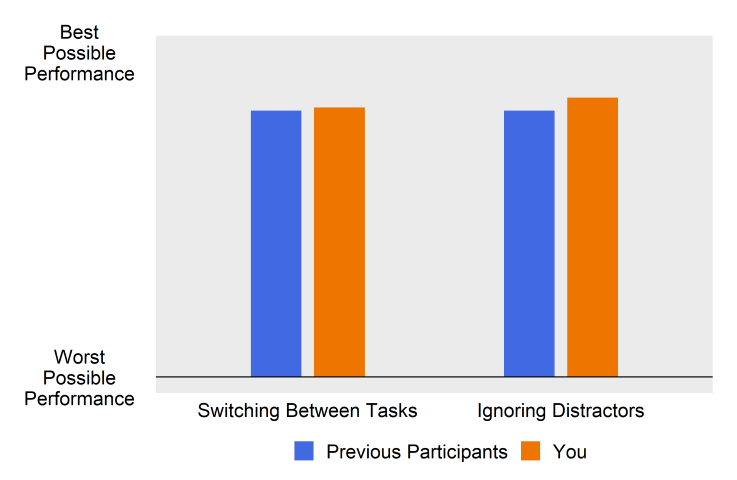 Best
Possible
Performance
Worst
Possible
Performance
Switching Between Tasks
Ignoring Distractors
Previous Participants
You